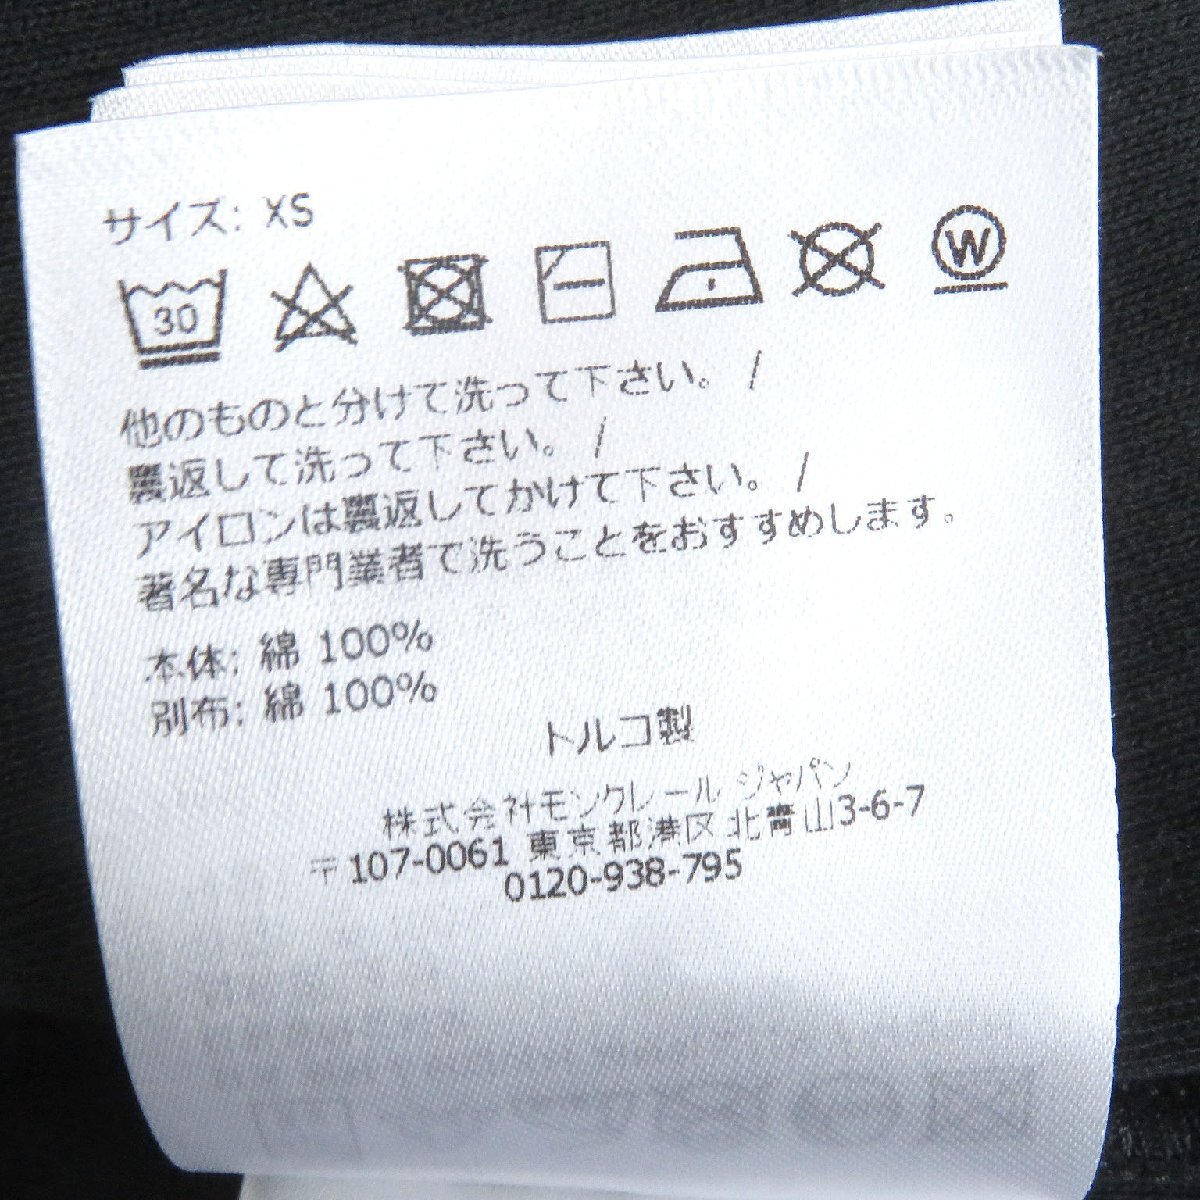 サイズ: XS
30
W
他のものと分けて洗って下さい。 /
裏返して洗って下さい。 /
アイロンは裏返してかけて下さい。 /
著名な専門業者で洗うことをおすすめします。
本体: 綿 100%
別布: 綿 100%
トルコ製
株式会社モンクレール ジャパン
〒107-0061 東京都港区北青山3-6-7
0120-938-795